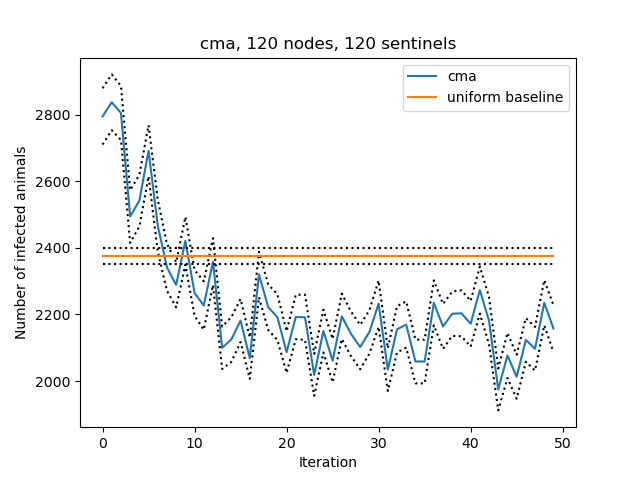 cma, 120 nodes, 120 sentinels
cma
uniform baseline
Number of infected animals
2800
2600
2400
2200
2000
0 10 20 30 40 50
Iteration